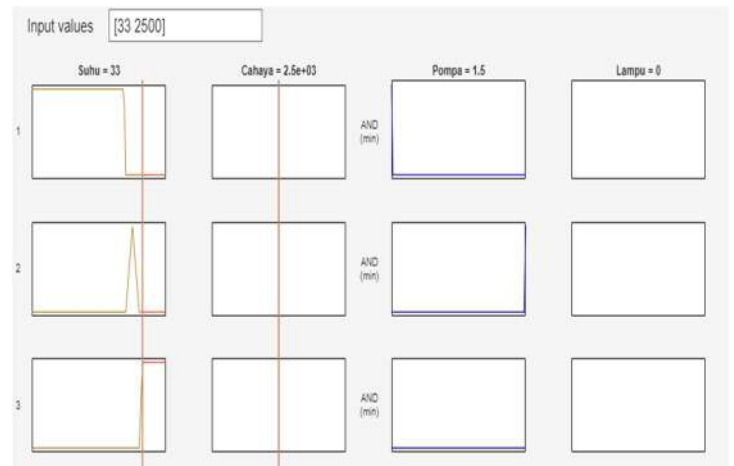 Input values [33 2500]
Suhu = 33 Cahaya = 2.5e+03 Pompa = 1.5 Lampu = 0
1 AND
(min)
2 AND
(min)
3 AND
(min)